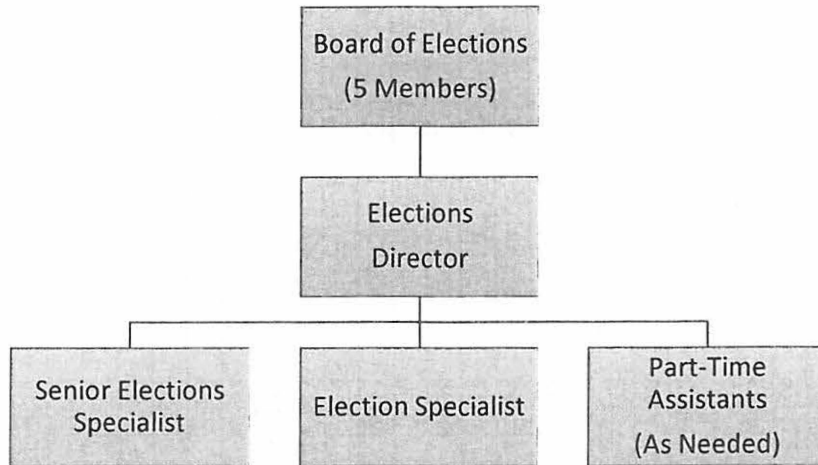 Board of Elections
(5 Members)
Elections
Director
Senior Elections
Specialist
Election Specialist
Part-Time
Assistants
(As Needed)